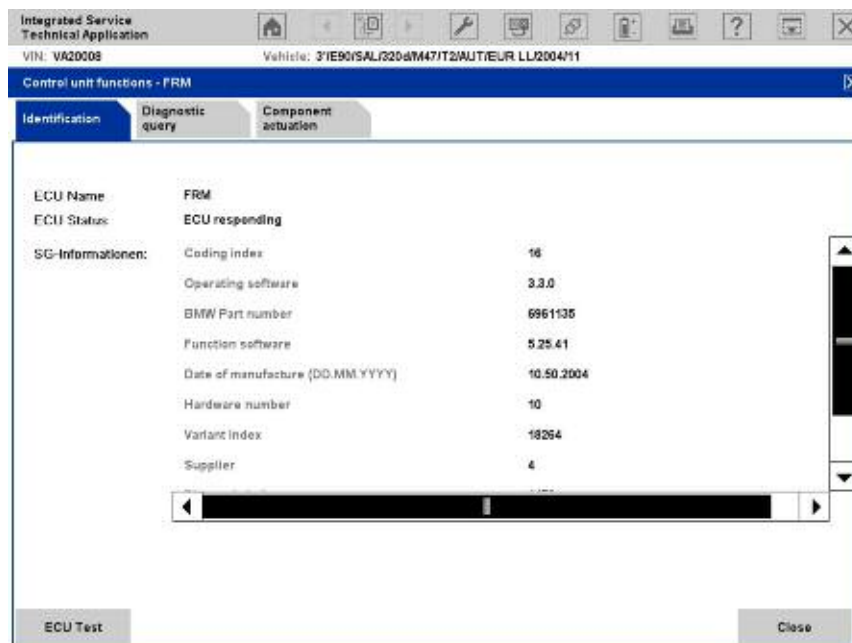 Integrated Service
Technical Application
?
VIN: VA20008 Vehicle: 3'/E90/SAL/320d/M47/T2/AUT/EUR LL/2004/11
Control unit functions - FRM
Identification
Diagnostic
query
Component
actuation
ECU Name FRM
ECU Status ECU responding
SG-Informationen: Coding index 16
Operating software 3.3.0
BMW Part number 6961135
Function software 5.25.41
Date of manufacture (DD.MM.YYYY) 10.50.2004
Hardware number 10
Variant index 18264
Supplier 4
ECU Test Close